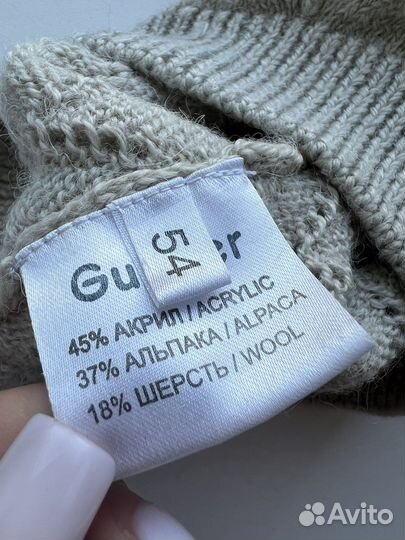 54
45% АКРИЛ / ACRYLIC
37% АЛЬПАКА / ALPACA
18% ШЕРСТЬ / WOOL
Avito